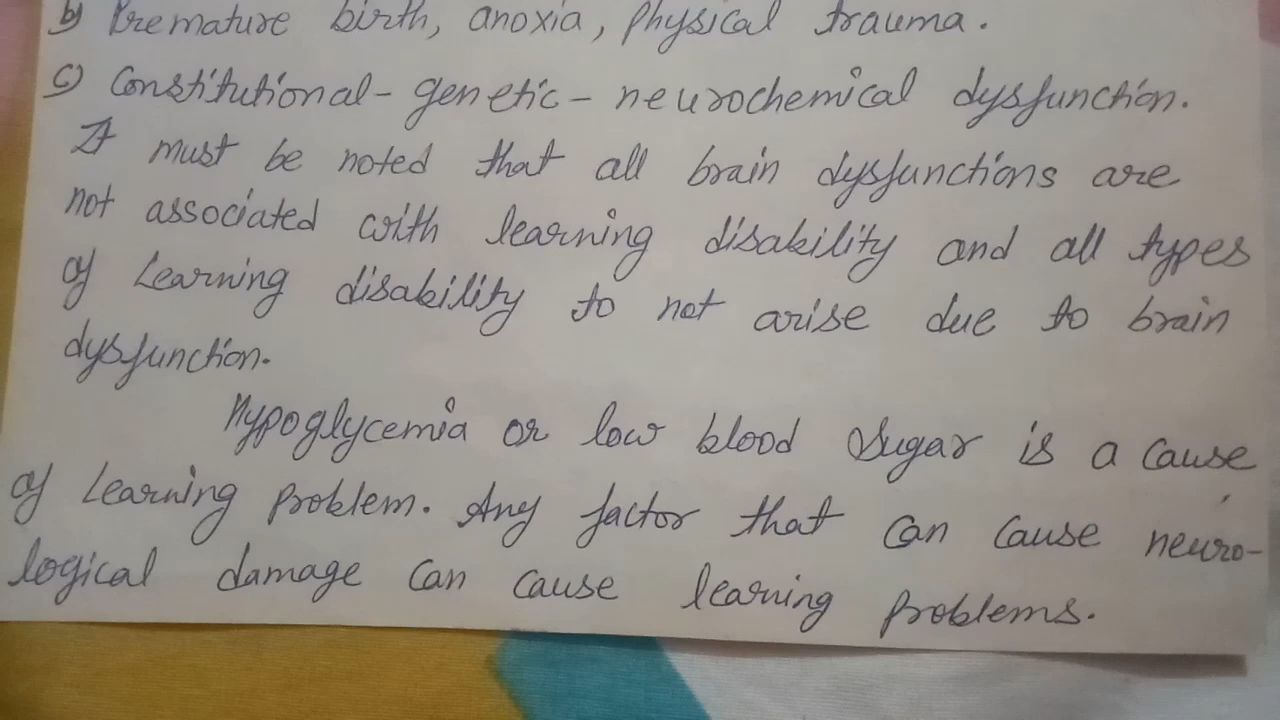 b) Premature birth, anoxia, physical trauma.
c) Constitutional-genetic-neurochemical dysfunction.
It must be noted that all brain dysfunctions are
not associated with learning disability and all types
of Learning disability to not arise due to brain
dysfunction.
Hypoglycemia or low blood Sugar is a cause
of Learning problem. Any factor that can cause neuro-
logical damage can cause learning problems.